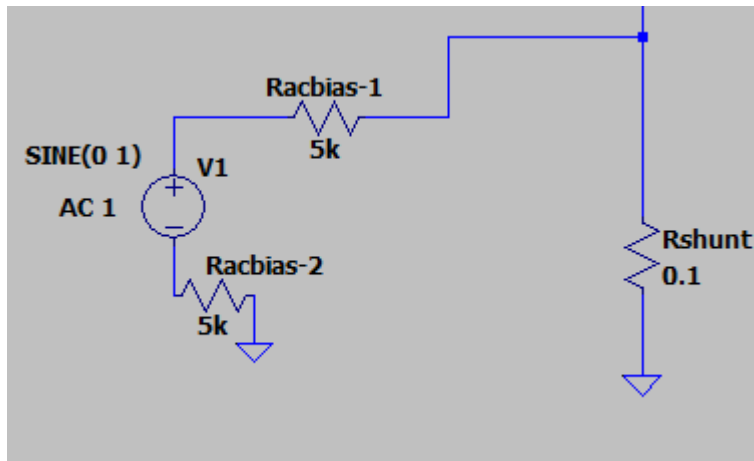 Racbias-1
5k
SINE(0 1)
V1
AC 1
Racbias-2
5k
Rshunt
0.1